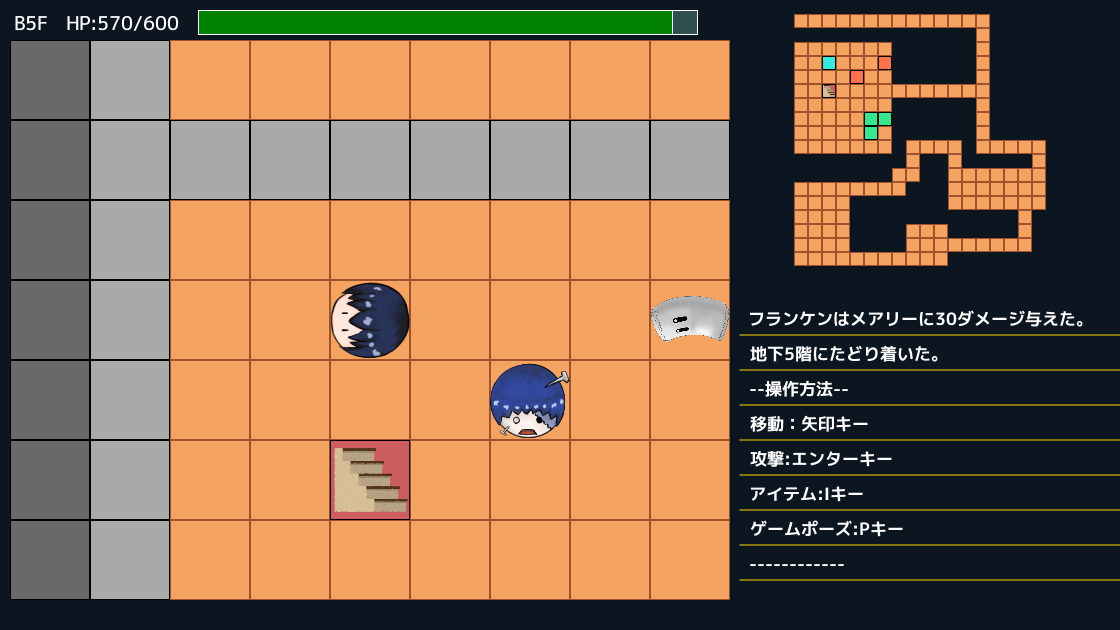 B5F HP:570/600
フランケンはメアリーに30ダメージ与えた。
地下5階にたどり着いた。
--操作方法--
移動：矢印キー
攻撃:エンターキー
アイテム:Iキー
ゲームポーズ:Pキー
------------